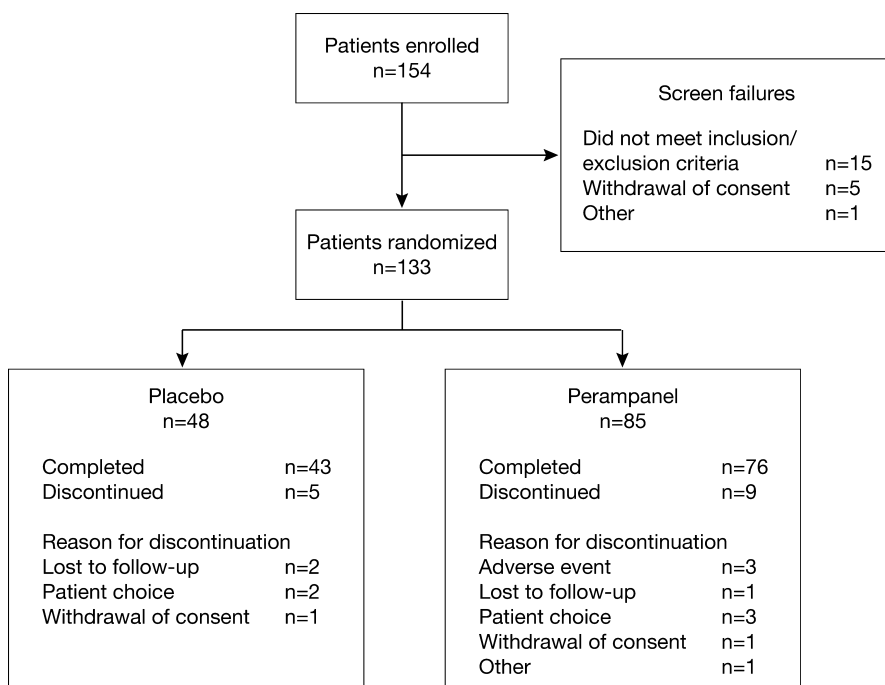 Patients enrolled
n=154
Screen failures
Did not meet inclusion/
exclusion criteria n=15
Withdrawal of consent n=5
Other n=1
Patients randomized
n=133
Placebo
n=48
Completed n=43
Discontinued n=5
Reason for discontinuation
Lost to follow-up n=2
Patient choice n=2
Withdrawal of consent n=1
Perampanel
n=85
Completed n=76
Discontinued n=9
Reason for discontinuation
Adverse event n=3
Lost to follow-up n=1
Patient choice n=3
Withdrawal of consent n=1
Other n=1